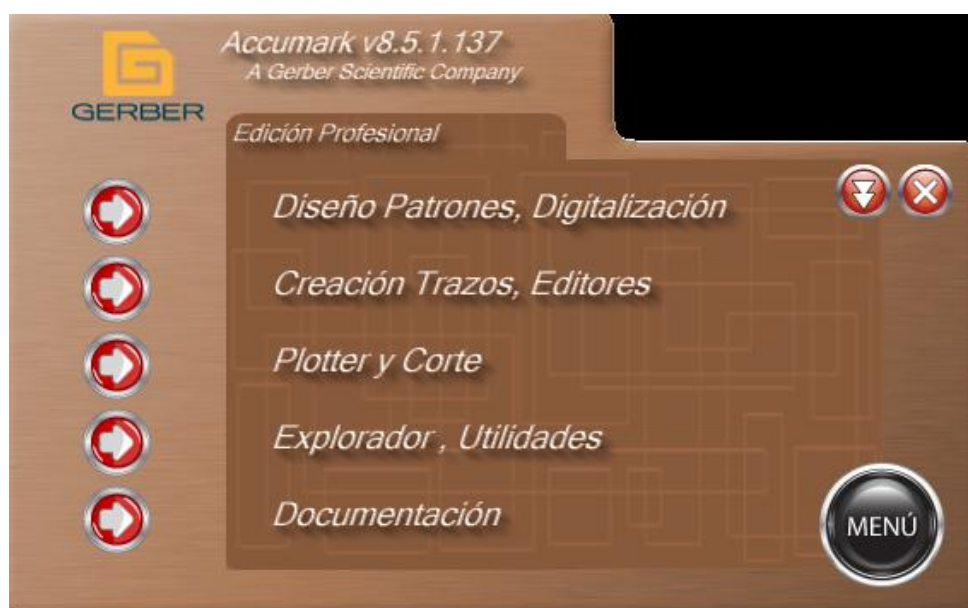 Accumark v8.5.1.137
A Gerber Scientific Company
GERBER
Edición Profesional
Diseño Patrones, Digitalización
Creación Trazos, Editores
Plotter y Corte
Explorador , Utilidades
Documentación
MENÚ